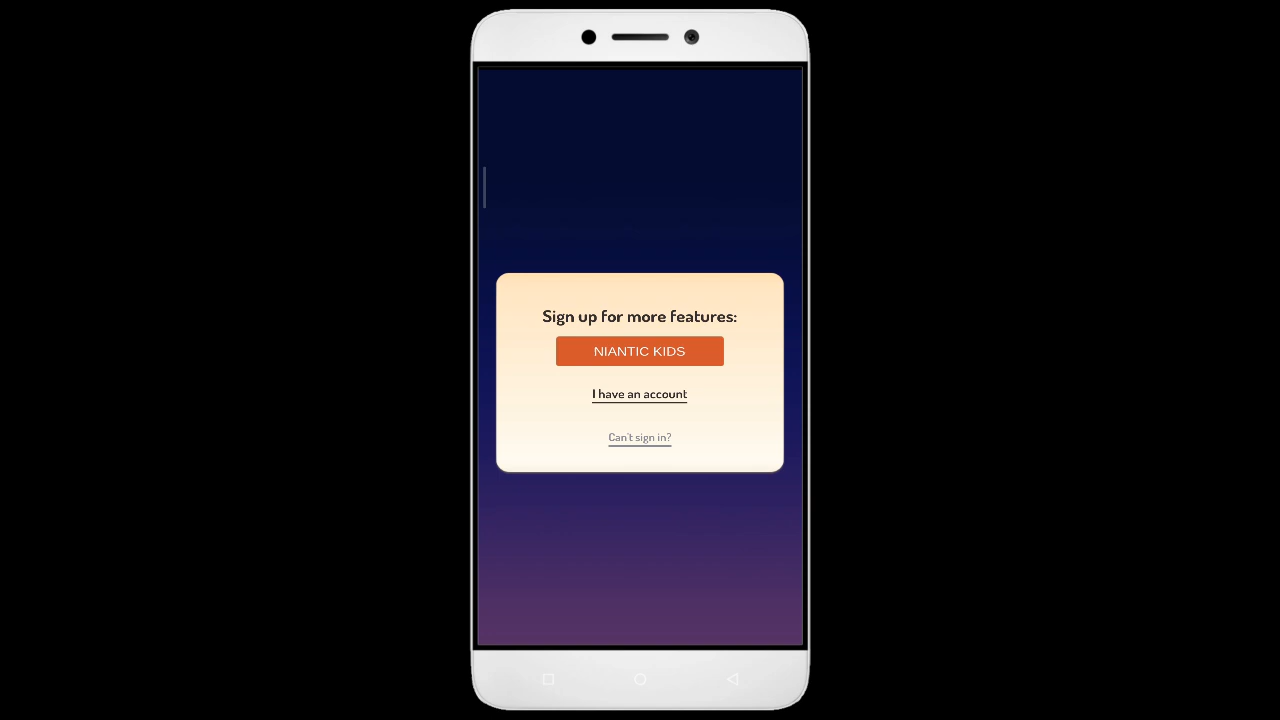 Sign up for more features:
NIANTIC KIDS
I have an account
Can't sign in?